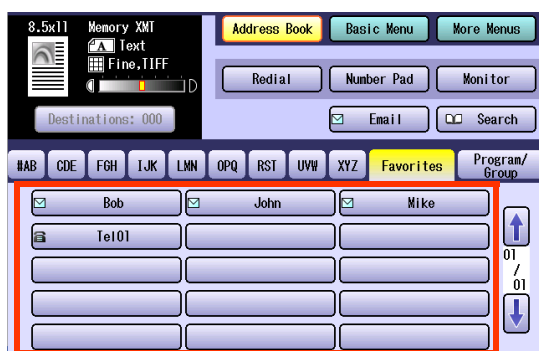 8.5x11 Memory XMT
Address Book Basic Menu More Menus
A Text
Fine,TIFF
Redial Number Pad Monitor
D
Destinations: 000
Email Search
#AB CDE FGH IJK LMN OPQ RST UVW XYZ Favorites Program/
Group
Bob John Mike
Tel01
01
/
01